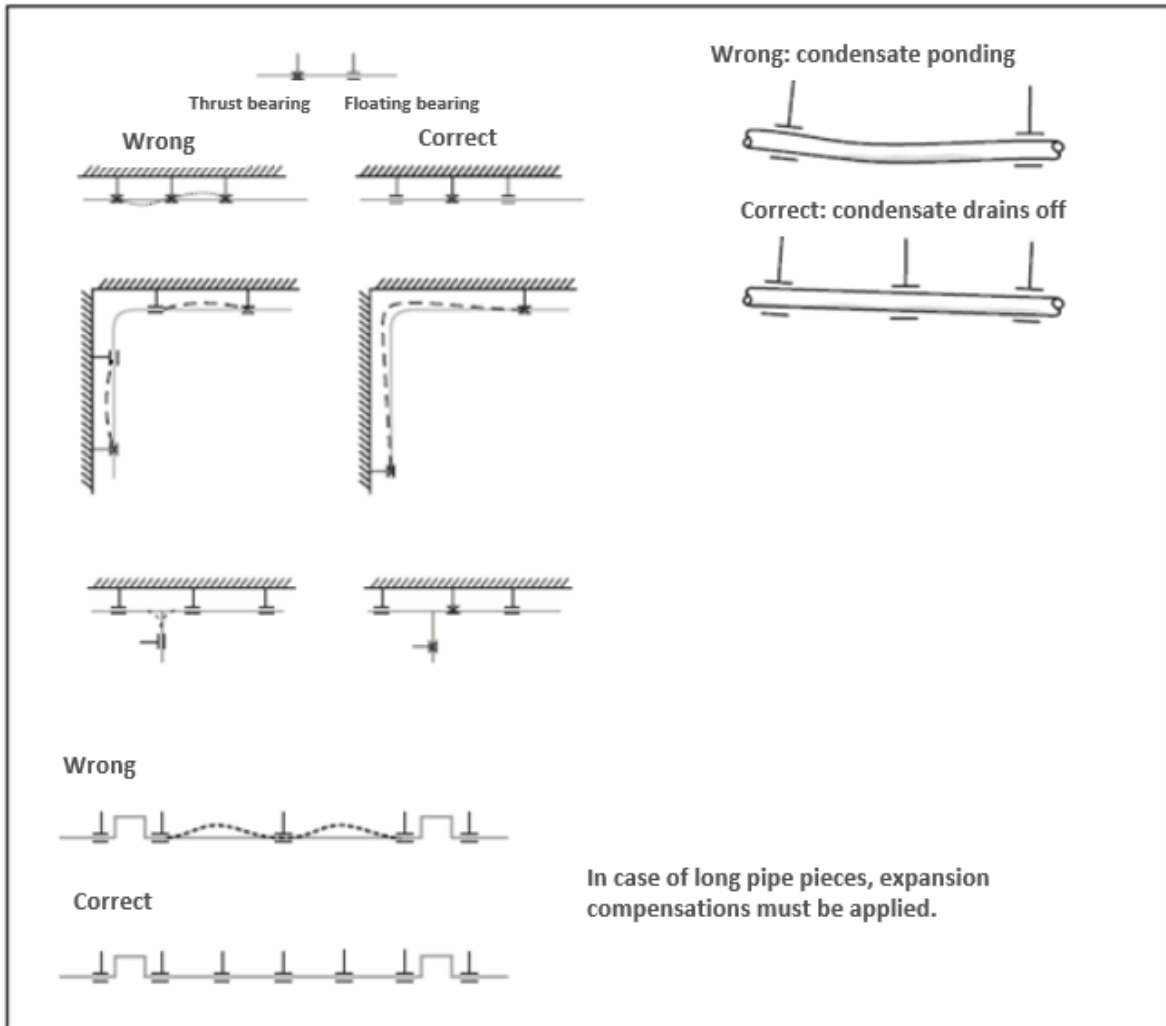 Thrust bearing
Floating bearing
Wrong
Correct
Wrong: condensate ponding
Correct: condensate drains off
Wrong
Correct
In case of long pipe pieces, expansion
compensations must be applied.